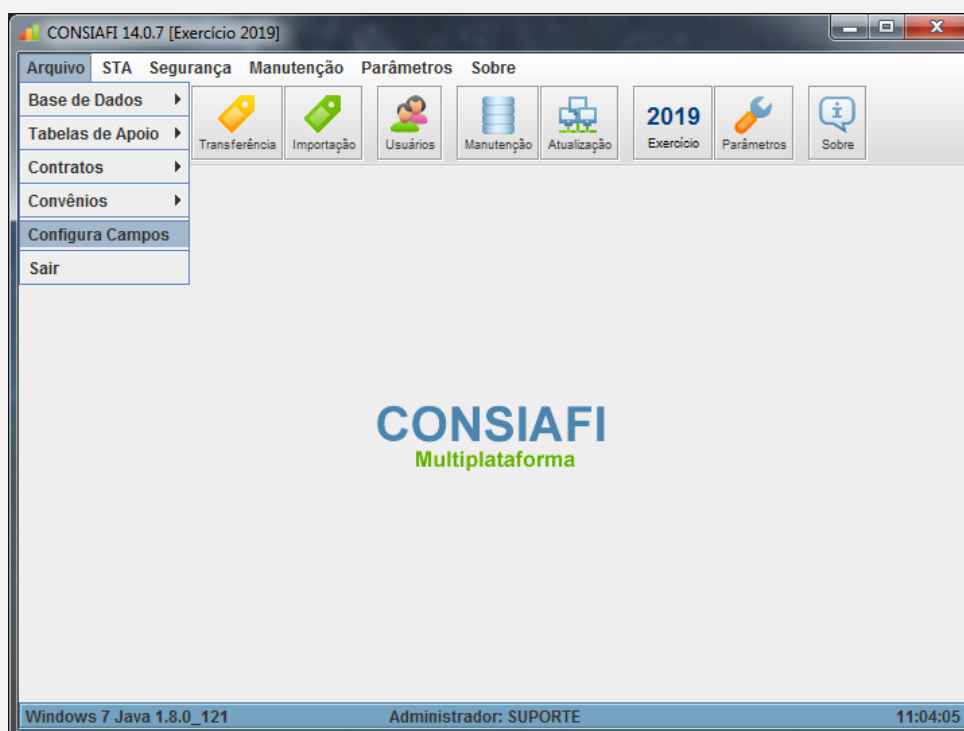 CONSIAFI 14.0.7 [Exercício 2019]
Arquivo STA Segurança Manutenção Parâmetros Sobre
Base de Dados
Tabelas de Apoio
Contratos
Convênios
Configura Campos
Sair
Transferência
Importação
Usuários
Manutenção
Atualização
2019
Exercício
Parâmetros
Sobre
CONSIAFI
Multiplataforma
Windows 7 Java 1.8.0_121 Administrador: SUPORTE 11:04:05